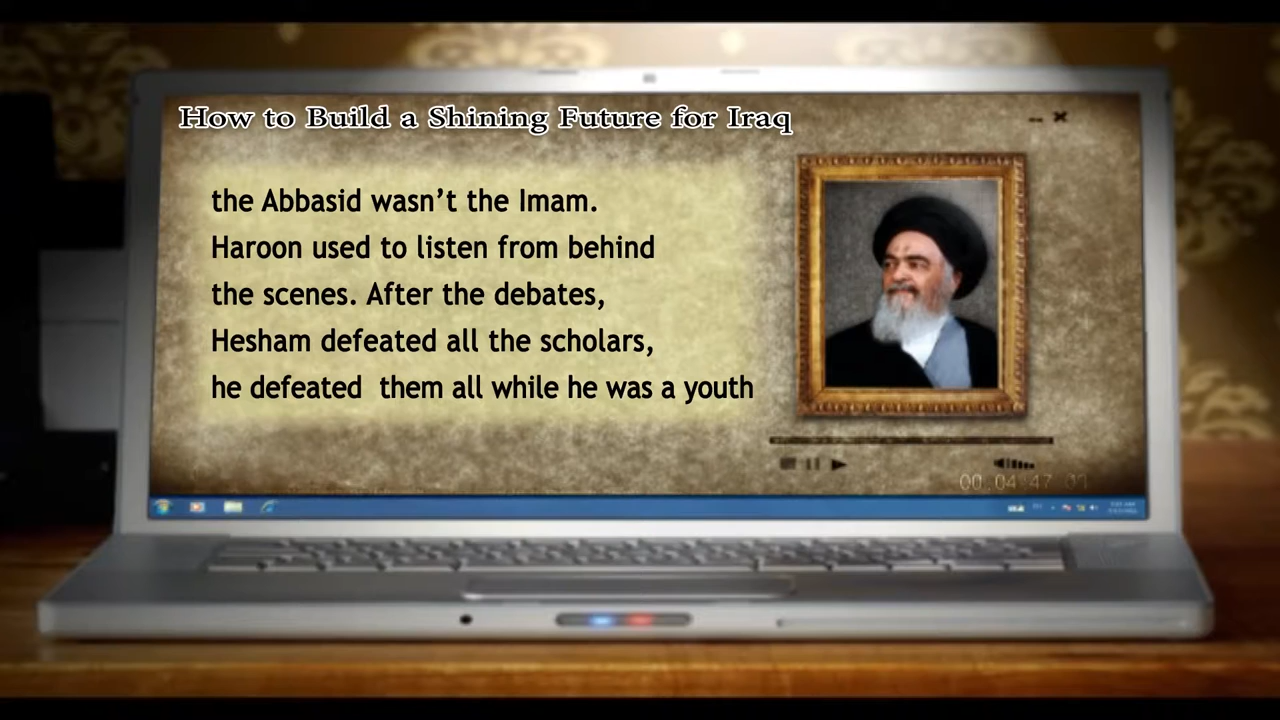 How to Build a Shining Future for Iraq
the Abbasid wasn’t the Imam.
Haroon used to listen from behind
the scenes. After the debates,
Hesham defeated all the scholars,
he defeated  them all while he was a youth